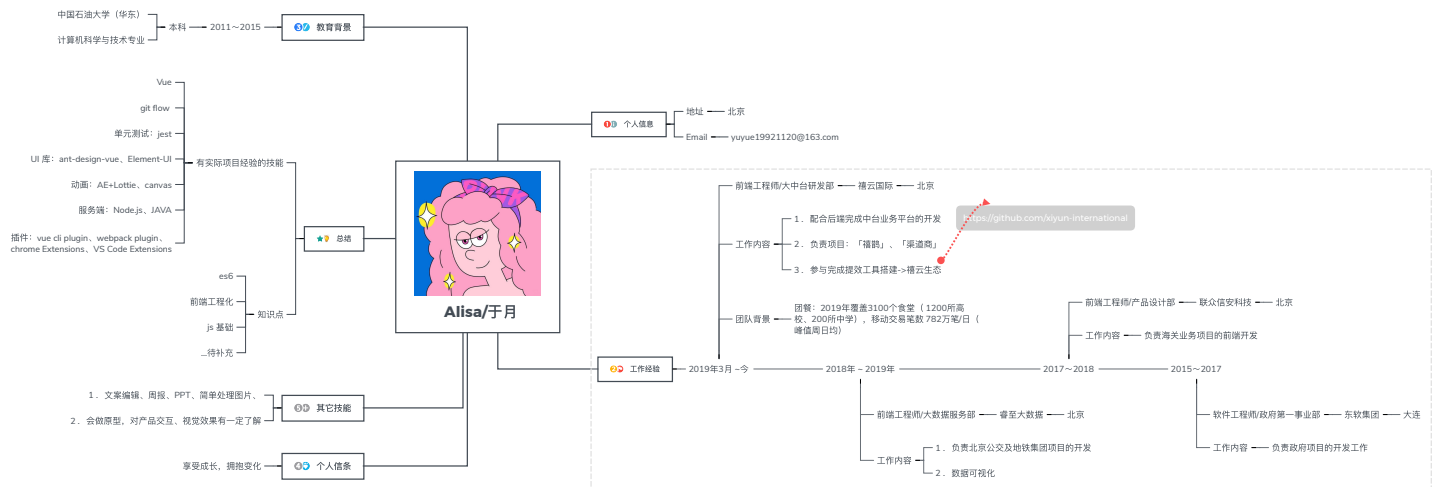 Alisa/于月
教育背景
2011～2015
本科
中国石油大学（华东）
计算机科学与技术专业
总结
有实际项目经验的技能
Vue
git flow
单元测试：jest
UI 库：ant-design-vue、Element-UI
动画：AE+Lottie、canvas
服务端：Node.js、JAVA
插件：vue cli plugin、webpack plugin、
chrome Extensions、VS Code Extensions
知识点
es6
前端工程化
js 基础
...待补充
其它技能
1. 文案编辑、周报、PPT、简单处理图片、
2. 会做原型，对产品交互、视觉效果有一定了解
个人信条
享受成长，拥抱变化
个人信息
地址
北京
Email
yuyue19921120@163.com
工作经验
2019年3月 ~今
前端工程师/大中台研发部
禧云国际
北京
工作内容
1. 配合后端完成中台业务平台的开发
2. 负责项目：「禧鹊」、「渠道商」
3. 参与完成提效工具搭建->禧云生态
https://github.com/xiyun-international
团队背景
团餐：2019年覆盖3100个食堂（ 1200所高
校、200所中学），移动交易笔数 782万笔/日（
峰值周日均）
2018年 ~ 2019年
前端工程师/大数据服务部
睿至大数据
北京
工作内容
1. 负责北京公交及地铁集团项目的开发
2. 数据可视化
2017～2018
前端工程师/产品设计部
联众信安科技
北京
工作内容
负责海关业务项目的前端开发
2015～2017
软件工程师/政府第一事业部
东软集团
大连
工作内容
负责政府项目的开发工作